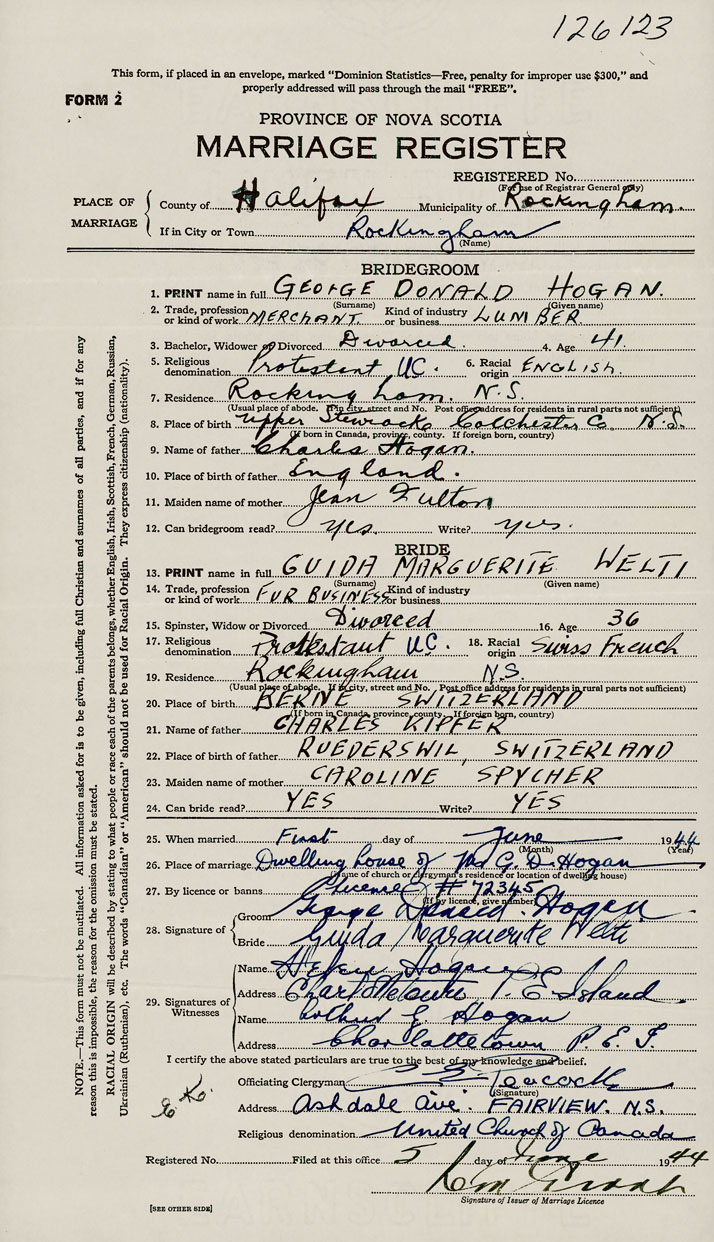 126123
This form, if placed in an envelope, marked "Dominion Statistics—Free, penalty for improper use $300," and
properly addressed will pass through the mail "FREE".
FORM 2
PROVINCE OF NOVA SCOTIA
MARRIAGE REGISTER
REGISTERED No.
(For use of Registrar General only)
PLACE OF MARRIAGE
County of Halifax Municipality of Rockingham.
If in City or Town Rockingham
(Name)
BRIDEGROOM
1. PRINT name in full GEORGE DONALD HOGAN.
(Surname) (Given name)
2. Trade, profession or kind of work MERCHANT. Kind of industry or business LUMBER.
3. Bachelor, Widower or Divorced Divorced. 4. Age 41.
5. Religious denomination Protestant UC. 6. Racial origin ENGLISH.
7. Residence Rockingham. N.S.
(Usual place of abode. If in city, street and No. Post office address for residents in rural parts not sufficient)
8. Place of birth Upper Stewiacke Colchester Co. N.S.
(If born in Canada, province, county. If foreign born, country)
9. Name of father Charles Hogan.
10. Place of birth of father England.
11. Maiden name of mother Jean Fulton
12. Can bridegroom read? yes. Write? yes.
BRIDE
13. PRINT name in full GUIDA MARGUERITE WELTI
(Surname) (Given name)
14. Trade, profession or kind of work FUR BUSINESS Kind of industry or business
15. Spinster, Widow or Divorced Divorced 16. Age 36
17. Religious denomination Protestant UC. 18. Racial origin Swiss French
19. Residence Rockingham N.S.
(Usual place of abode. If in city, street and No. Post office address for residents in rural parts not sufficient)
20. Place of birth BERNE SWITZERLAND
(If born in Canada, province, county. If foreign born, country)
21. Name of father CHARLES KIPFER
22. Place of birth of father RUEDERSWIL, SWITZERLAND
23. Maiden name of mother CAROLINE SPYCHER
24. Can bride read? YES Write? YES
25. When married First day of June 1944
(Month) (Year)
26. Place of marriage Dwelling house of G. D. Hogan
(Name of church or clergyman's residence or location of dwelling house)
27. By licence or banns License # 72345
(If by licence, give number)
28. Signature of
Groom George Donald Hogan
Bride Guida Marguerite Welti
29. Signatures of Witnesses
Name Helen Hogan
Address Charlottetown P. E. Island.
Name Hogan
Address Charlottetown P. E. I.
I certify the above stated particulars are true to the best of my knowledge and belief.
Officiating Clergyman Peacock
(Signature)
Address Ashdale Ave. FAIRVIEW. N.S.
Religious denomination United Church of Canada
Registered No. Filed at this office 5 day of June 1944
Signature of Issuer of Marriage Licence
[SEE OTHER SIDE]
NOTE.—This form must not be mutilated. All information asked for is to be given, including full Christian and surnames of all parties, and if for any
reason this is impossible, the reason for the omission must be stated.
RACIAL ORIGIN will be described by stating to what people or race each of the parents belongs, whether English, Irish, Scottish, French, German, Russian,
Ukrainian (Ruthenian), etc. The words "Canadian" or "American" should not be used for Racial Origin. They express citizenship (nationality).